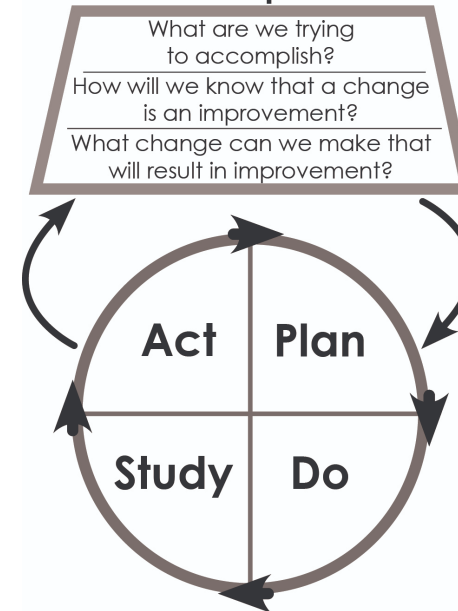 What are we trying
to accomplish?
How will we know that a change
is an improvement?
What change can we make that
will result in improvement?
Act
Plan
Study
Do